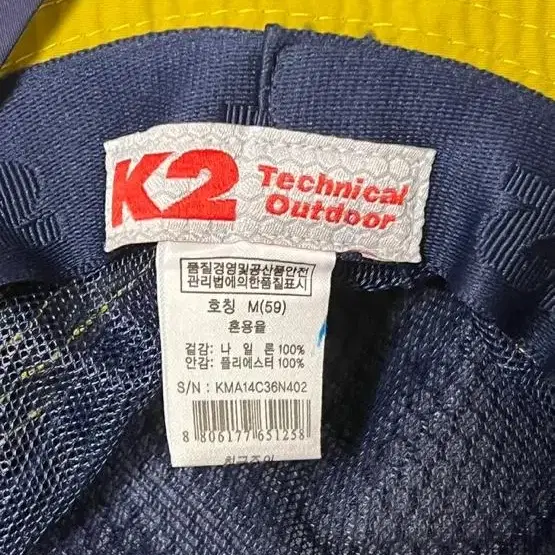 K2 Technical Outdoor
품질경영및공산품안전
관리법에의한품질표시
호칭 M(59)
혼용율
겉감: 나 일 론 100%
안감: 폴리에스터 100%
S/N : KMA14C36N402
8 806177 651258